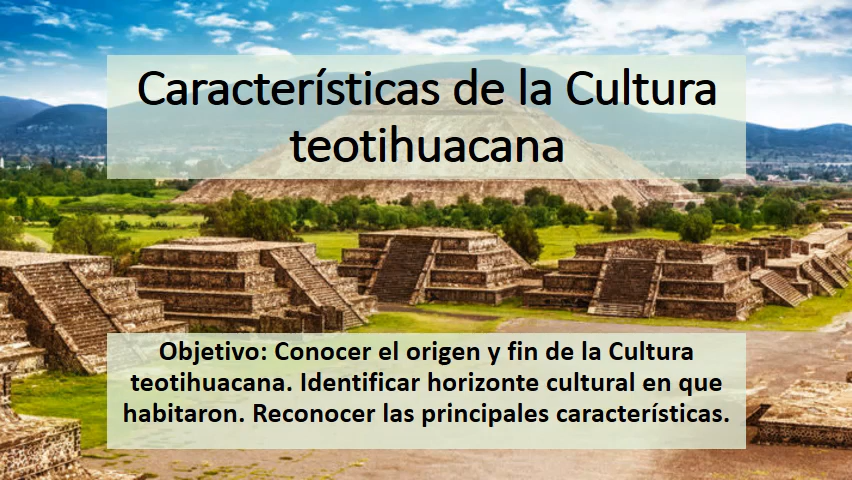 Características de la Cultura
teotihuacana
Objetivo: Conocer el origen y fin de la Cultura
teotihuacana. Identificar horizonte cultural en que
habitaron. Reconocer las principales características.